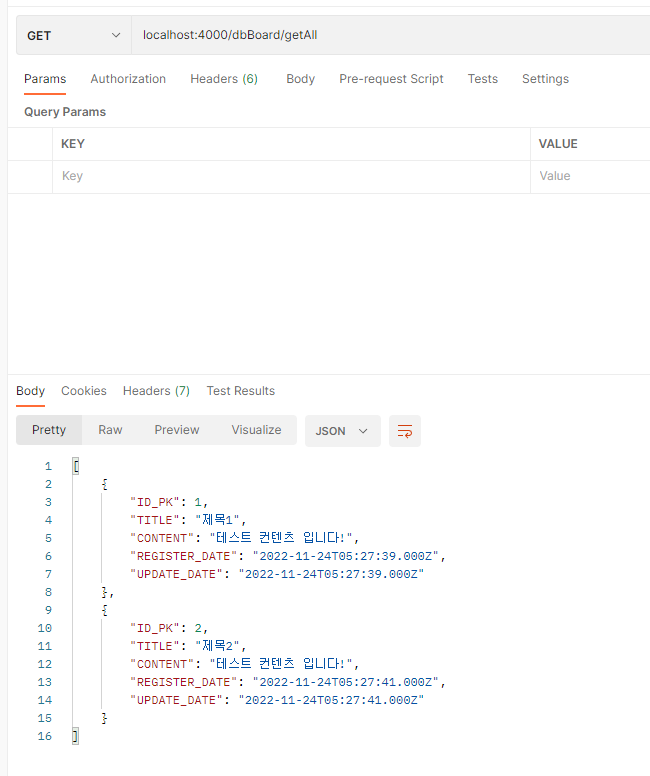 GET localhost:4000/dbBoard/getAll
Params Authorization Headers (6) Body Pre-request Script Tests Settings
Query Params
KEY VALUE
Key Value
Body Cookies Headers (7) Test Results
Pretty Raw Preview Visualize JSON
1 [
2 {
3 "ID_PK": 1,
4 "TITLE": "제목1",
5 "CONTENT": "테스트 컨텐츠 입니다!",
6 "REGISTER_DATE": "2022-11-24T05:27:39.000Z",
7 "UPDATE_DATE": "2022-11-24T05:27:39.000Z"
8 },
9 {
10 "ID_PK": 2,
11 "TITLE": "제목2",
12 "CONTENT": "테스트 컨텐츠 입니다!",
13 "REGISTER_DATE": "2022-11-24T05:27:41.000Z",
14 "UPDATE_DATE": "2022-11-24T05:27:41.000Z"
15 }
16 ]